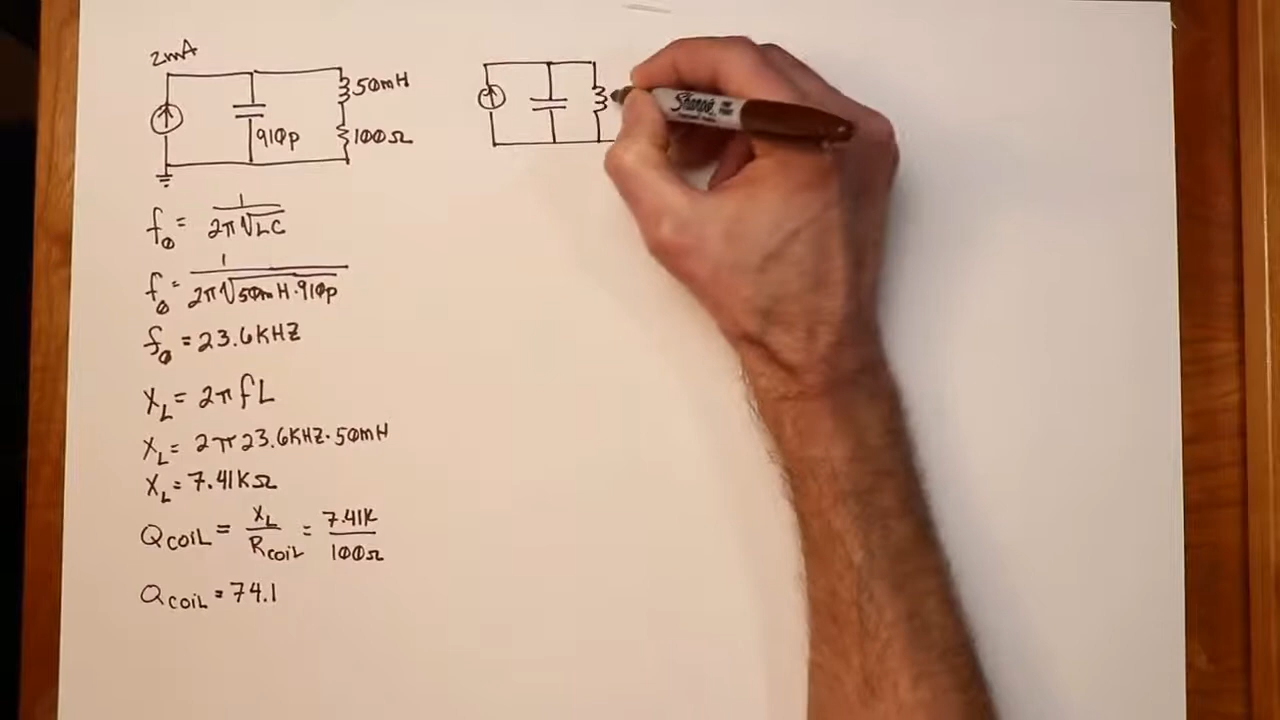 2mA
50mH
910p
100Ω
f₀ = 1 / 2π√LC
f₀ = 1 / 2π√50mH·910p
f₀ = 23.6KHZ
X_L = 2πfL
X_L = 2π23.6KHZ·50mH
X_L = 7.41KΩ
Q_COIL = X_L / R_COIL = 7.41K / 100Ω
Q_COIL = 74.1
Sharpie